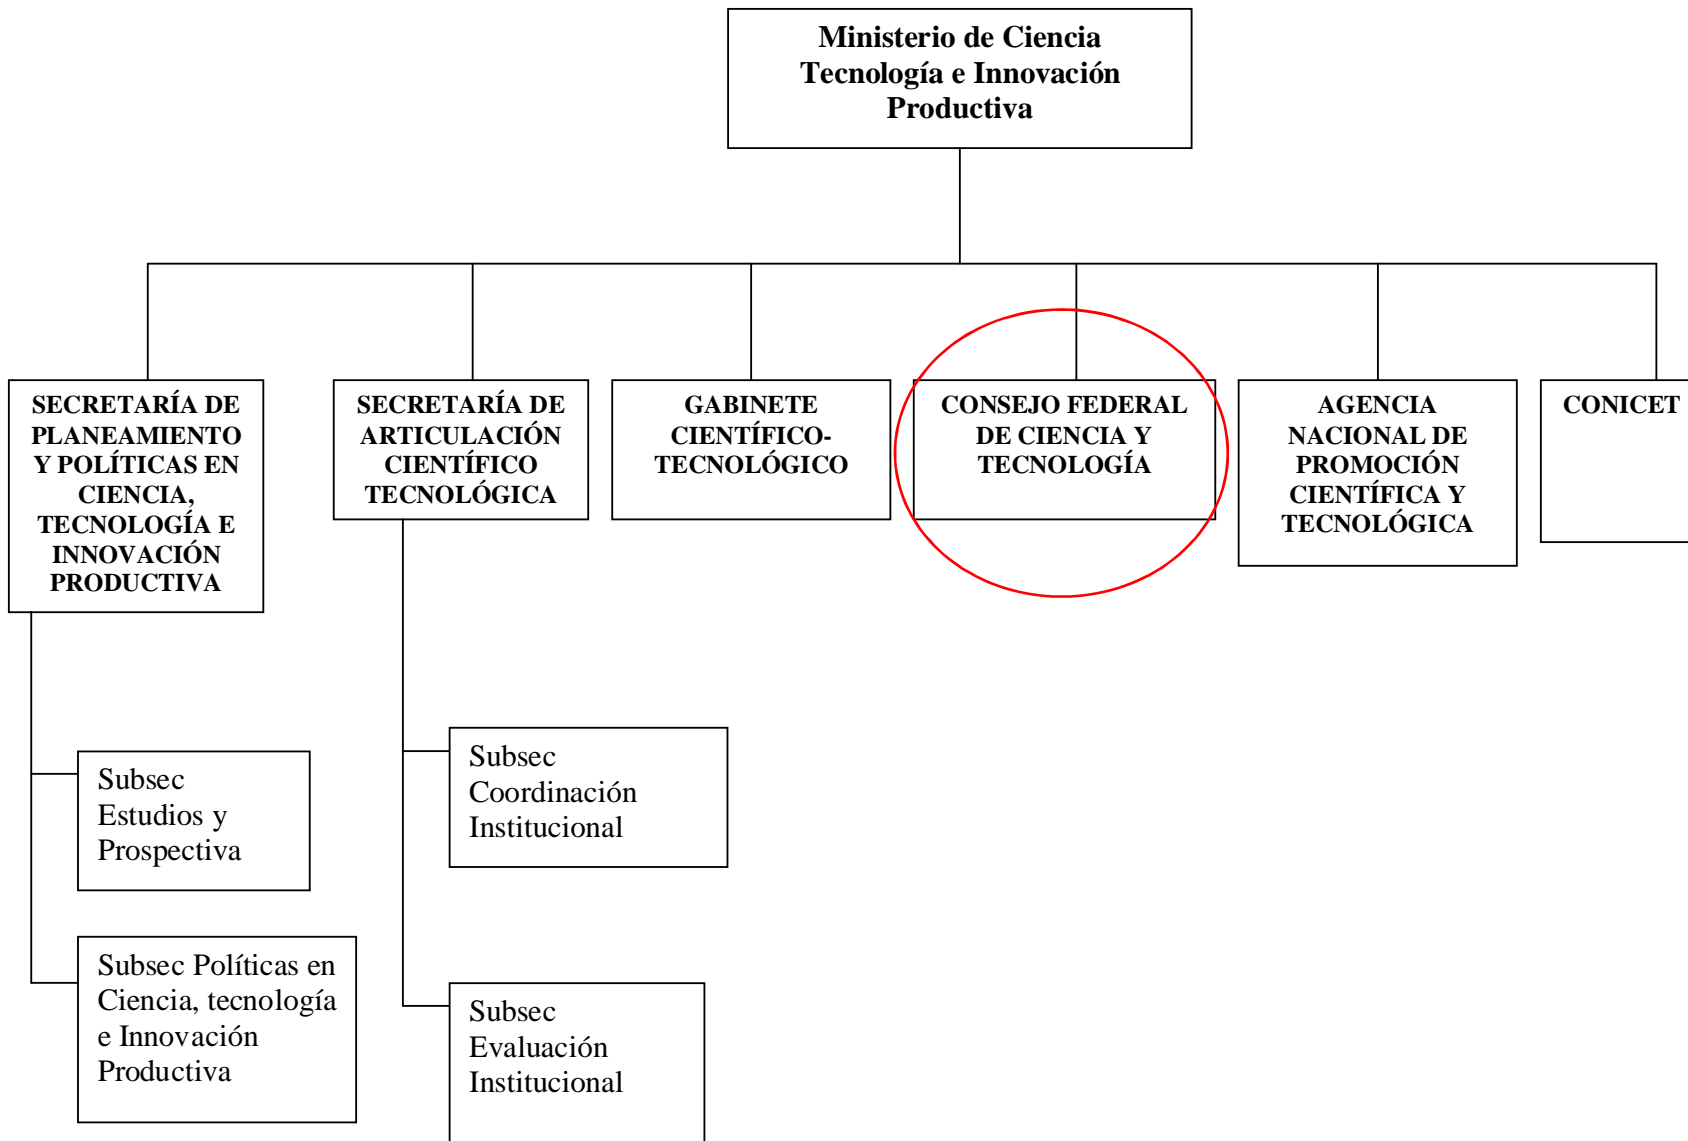 Ministerio de Ciencia
Tecnología e Innovación
Productiva
SECRETARÍA DE
PLANEAMIENTO
Y POLÍTICAS EN
CIENCIA,
TECNOLOGÍA E
INNOVACIÓN
PRODUCTIVA
SECRETARÍA DE
ARTICULACIÓN
CIENTÍFICO
TECNOLÓGICA
GABINETE
CIENTÍFICO-
TECNOLÓGICO
CONSEJO FEDERAL
DE CIENCIA Y
TECNOLOGÍA
AGENCIA
NACIONAL DE
PROMOCIÓN
CIENTÍFICA Y
TECNOLÓGICA
CONICET
Subsec
Estudios y
Prospectiva
Subsec Políticas en
Ciencia, tecnología
e Innovación
Productiva
Subsec
Coordinación
Institucional
Subsec
Evaluación
Institucional